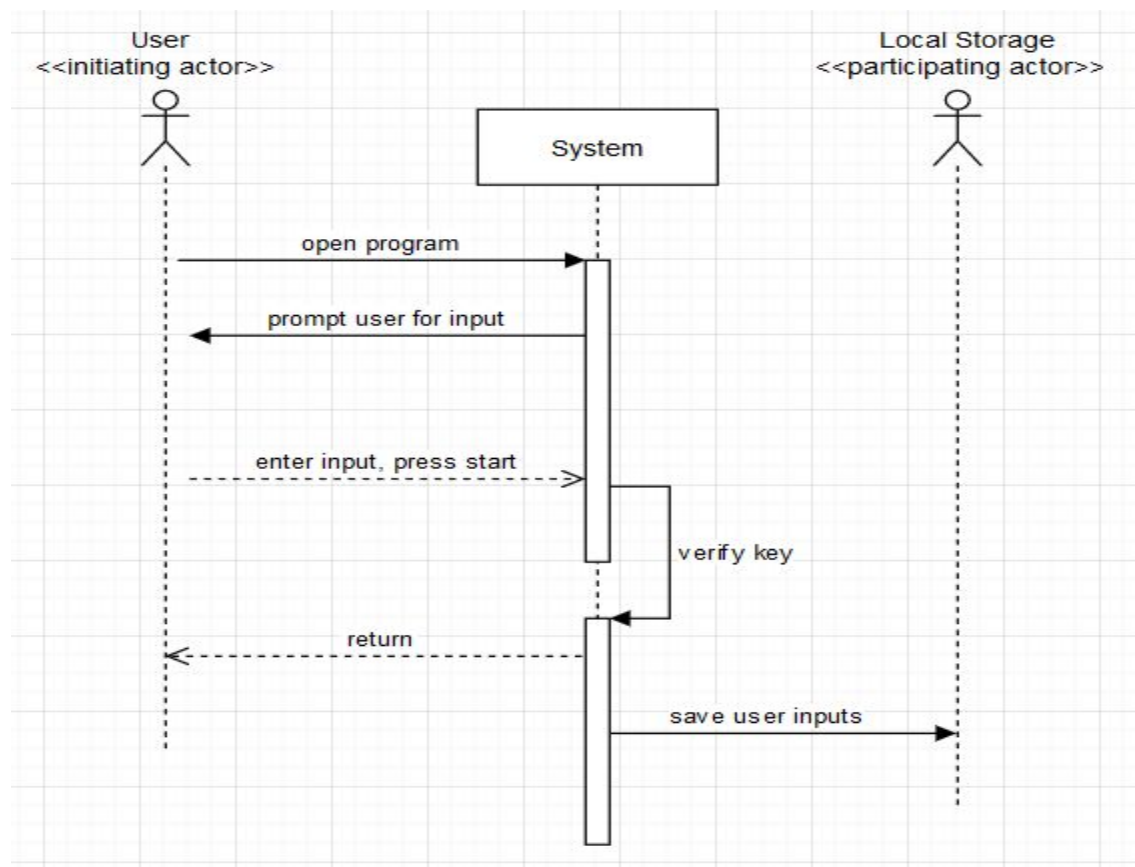 User
<<initiating actor>>
Local Storage
<<participating actor>>
System
open program
prompt user for input
enter input, press start
verify key
return
save user inputs